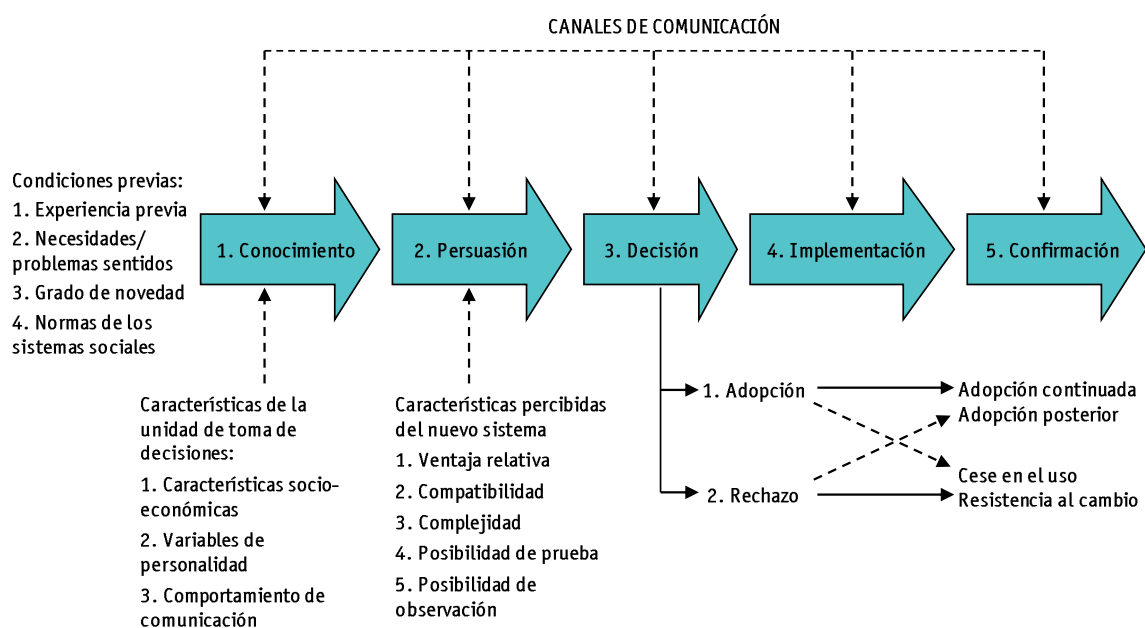 CANALES DE COMUNICACIÓN
Condiciones previas:
1. Experiencia previa
2. Necesidades/
problemas sentidos
3. Grado de novedad
4. Normas de los
sistemas sociales
1. Conocimiento
2. Persuasión
3. Decisión
4. Implementación
5. Confirmación
Características de la
unidad de toma de
decisiones:
1. Características socio-
económicas
2. Variables de
personalidad
3. Comportamiento de
comunicación
Características percibidas
del nuevo sistema
1. Ventaja relativa
2. Compatibilidad
3. Complejidad
4. Posibilidad de prueba
5. Posibilidad de
observación
1. Adopción
2. Rechazo
Adopción continuada
Adopción posterior
Cese en el uso
Resistencia al cambio